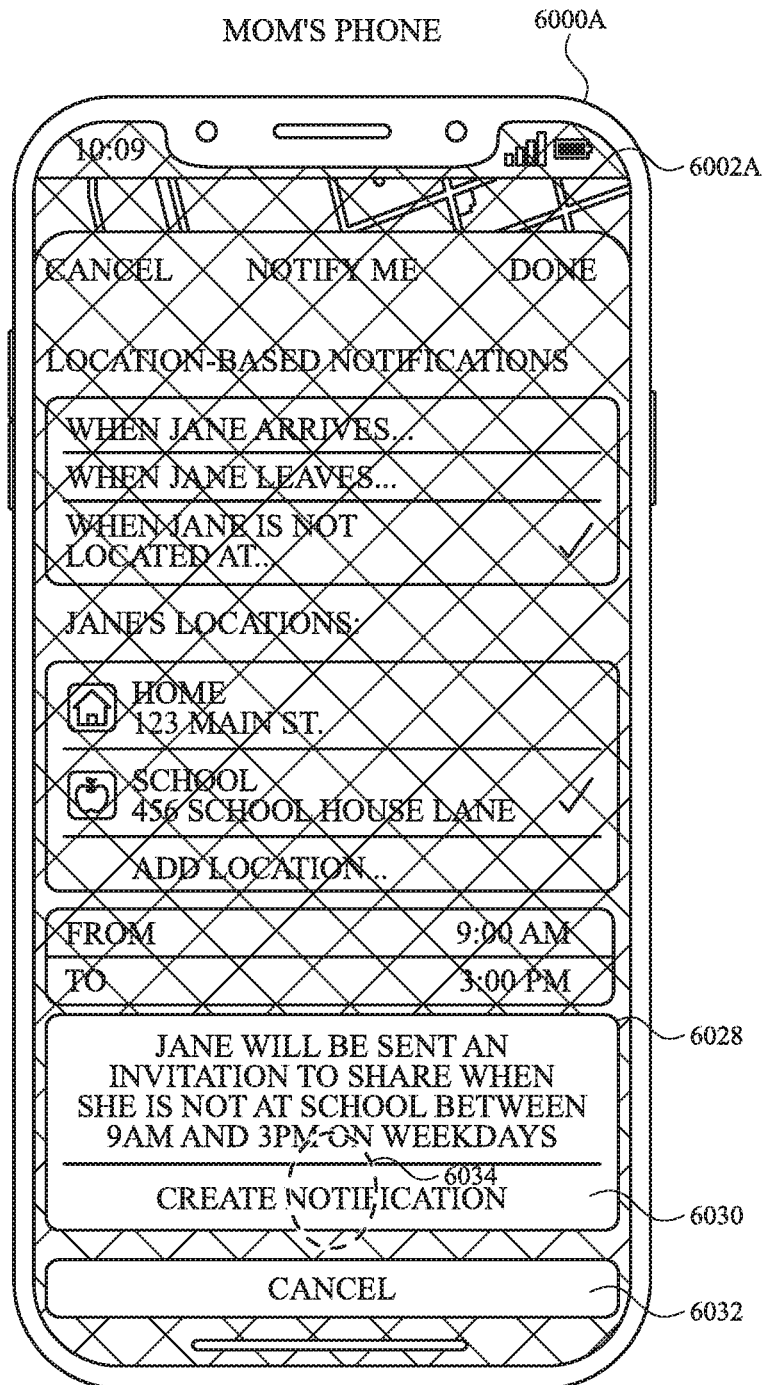 MOM'S PHONE
6000A
10:09
6002A
CANCEL NOTIFY ME DONE
LOCATION-BASED NOTIFICATIONS
WHEN JANE ARRIVES...
WHEN JANE LEAVES...
WHEN JANE IS NOT
LOCATED AT...
JANE'S LOCATIONS:
HOME
123 MAIN ST.
SCHOOL
456 SCHOOL HOUSE LANE
ADD LOCATION...
FROM 9:00 AM
TO 3:00 PM
6028
JANE WILL BE SENT AN
INVITATION TO SHARE WHEN
SHE IS NOT AT SCHOOL BETWEEN
9AM AND 3PM ON WEEKDAYS
6034
CREATE NOTIFICATION
6030
CANCEL
6032